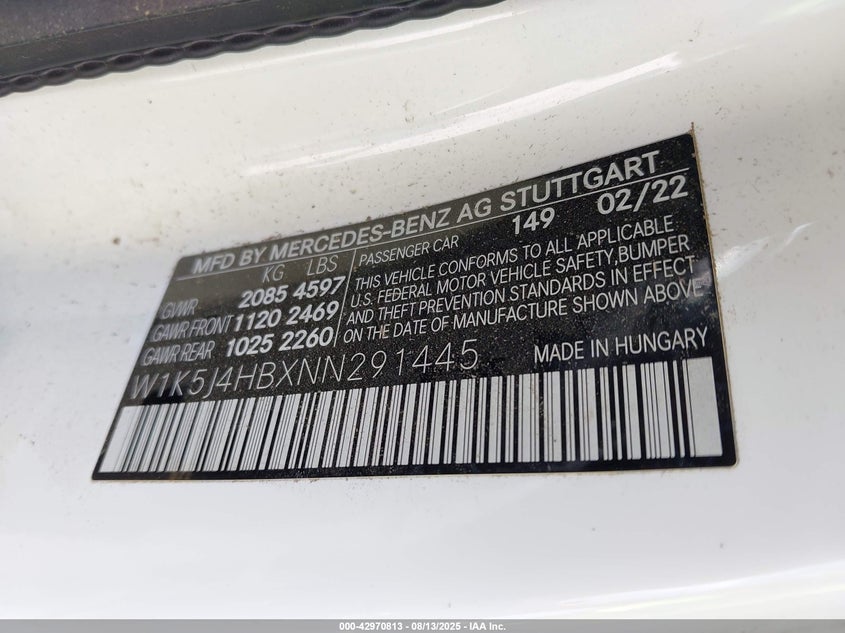 MFD BY MERCEDES-BENZ AG STUTTGART
KG LBS PASSENGER CAR 149 02/22
GVWR 2085 4597
GAWR FRONT 1120 2469
GAWR REAR 1025 2260
THIS VEHICLE CONFORMS TO ALL APPLICABLE
U.S. FEDERAL MOTOR VEHICLE SAFETY,BUMPER
AND THEFT PREVENTION STANDARDS IN EFFECT
ON THE DATE OF MANUFACTURE SHOWN ABOVE
W1K5J4HBXNN291445 MADE IN HUNGARY
000-42970813 - 08/13/2025 - IAA Inc.